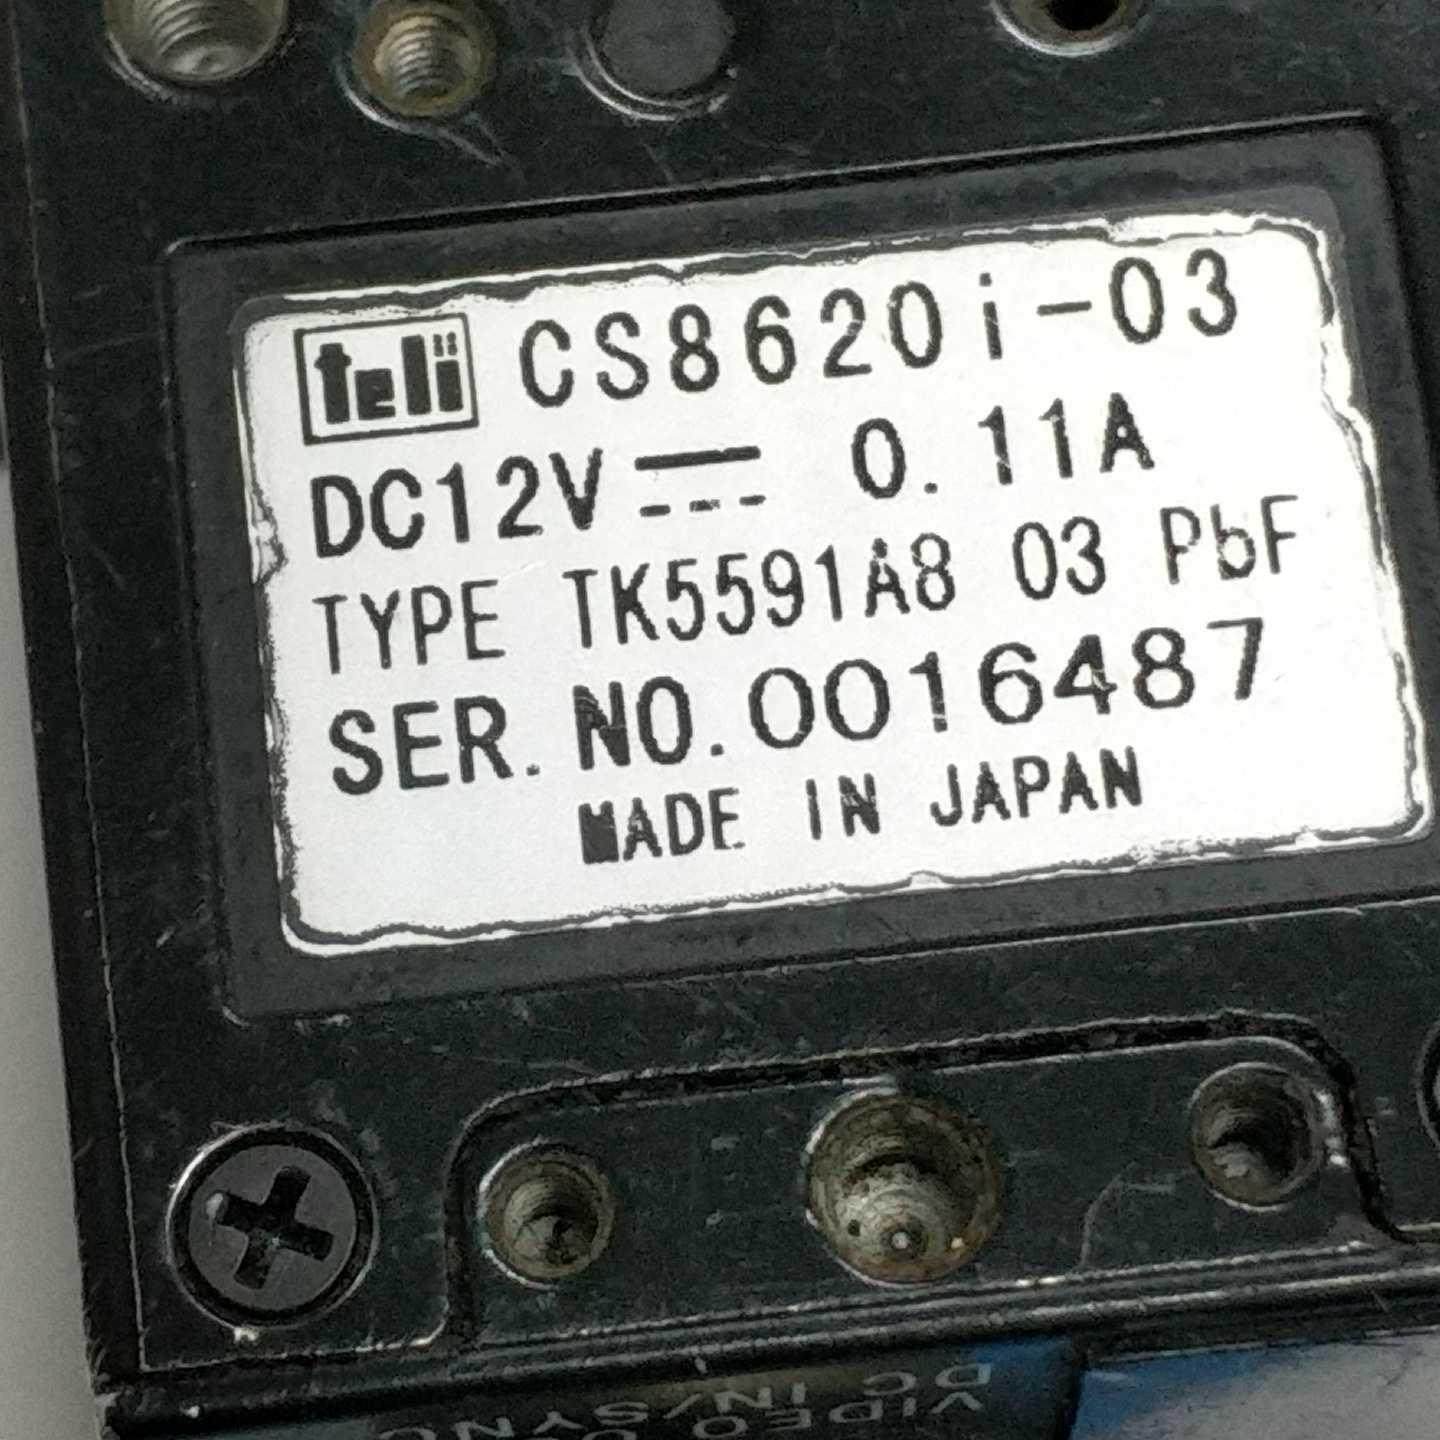 teli CS8620i-03
DC12V 0.11A
TYPE TK5591A8 03 PbF
SER. NO. 0016487
MADE IN JAPAN
DC IN/SYNC
VIDEO